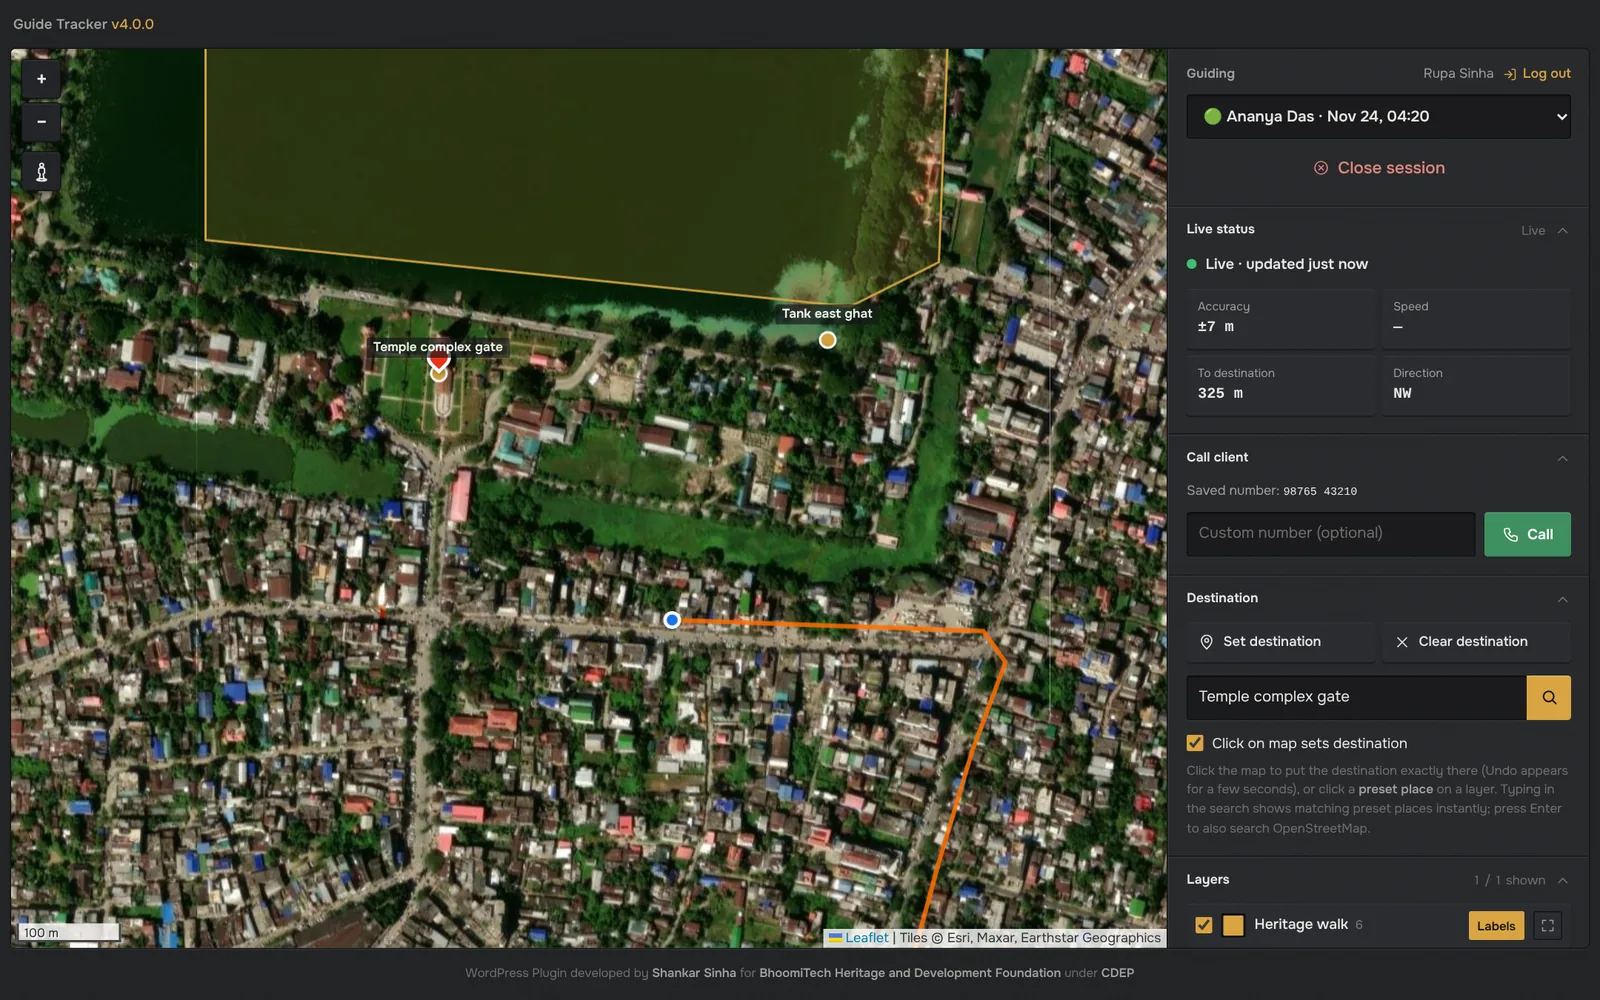 Guide Tracker v4.0.0
+
−
Temple complex gate
Tank east ghat
100 m
Leaflet | Tiles © Esri, Maxar, Earthstar Geographics
Guiding
Rupa Sinha
Log out
Ananya Das · Nov 24, 04:20
Close session
Live status
Live
Live · updated just now
Accuracy
±7 m
Speed
—
To destination
325 m
Direction
NW
Call client
Saved number: 98765 43210
Custom number (optional)
Call
Destination
Set destination
Clear destination
Temple complex gate
Click on map sets destination
Click the map to put the destination exactly there (Undo appears
for a few seconds), or click a preset place on a layer. Typing in
the search shows matching preset places instantly; press Enter
to also search OpenStreetMap.
Layers
1 / 1 shown
Heritage walk 6
Labels
WordPress Plugin developed by Shankar Sinha for BhoomiTech Heritage and Development Foundation under CDEP